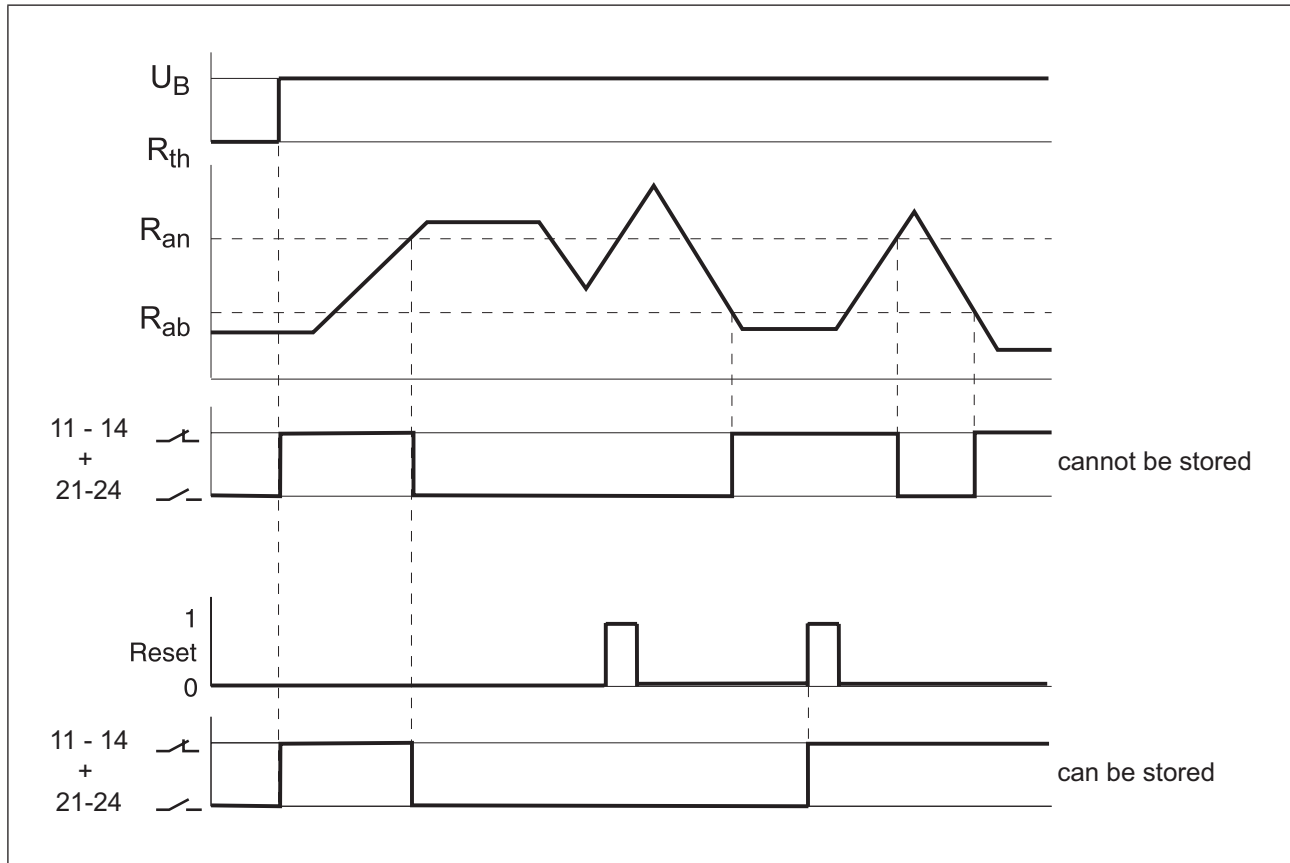 U_B
R_th
R_an
R_ab
11 - 14
+
21-24
cannot be stored
1
Reset
0
11 - 14
+
21-24
can be stored